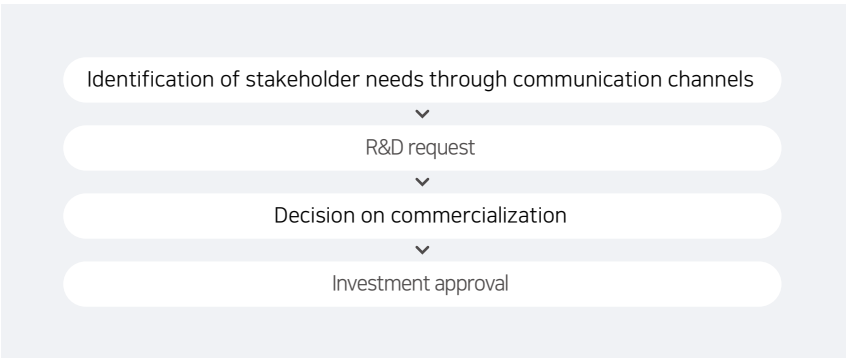 Identification of stakeholder needs through communication channels
R&D request
Decision on commercialization
Investment approval